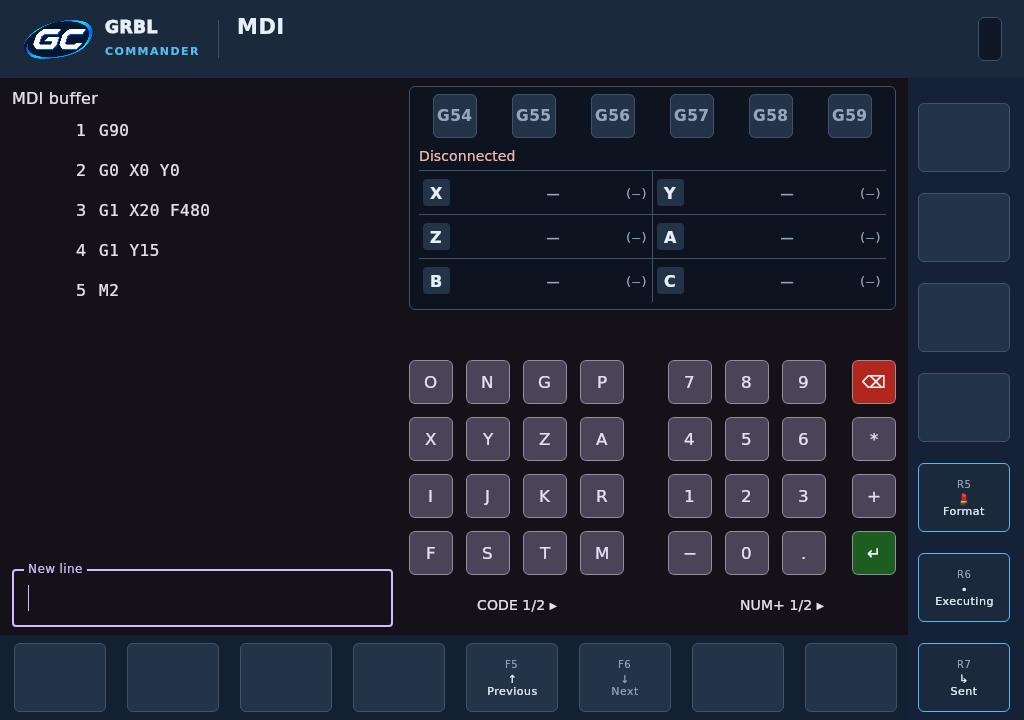 GC GRBL
COMMANDER
MDI
MDI buffer
1 G90
2 G0 X0 Y0
3 G1 X20 F480
4 G1 Y15
5 M2
New line
G54 G55 G56 G57 G58 G59
Disconnected
X — (—) Y — (—)
Z — (—) A — (—)
B — (—) C — (—)
O N G P 7 8 9 ⌫
X Y Z A 4 5 6 *
I J K R 1 2 3 +
F S T M − 0 . ↵
CODE 1/2 ▸ NUM+ 1/2 ▸
R5
Format
R6
•
Executing
R7
↳
Sent
F5
↑
Previous
F6
↓
Next